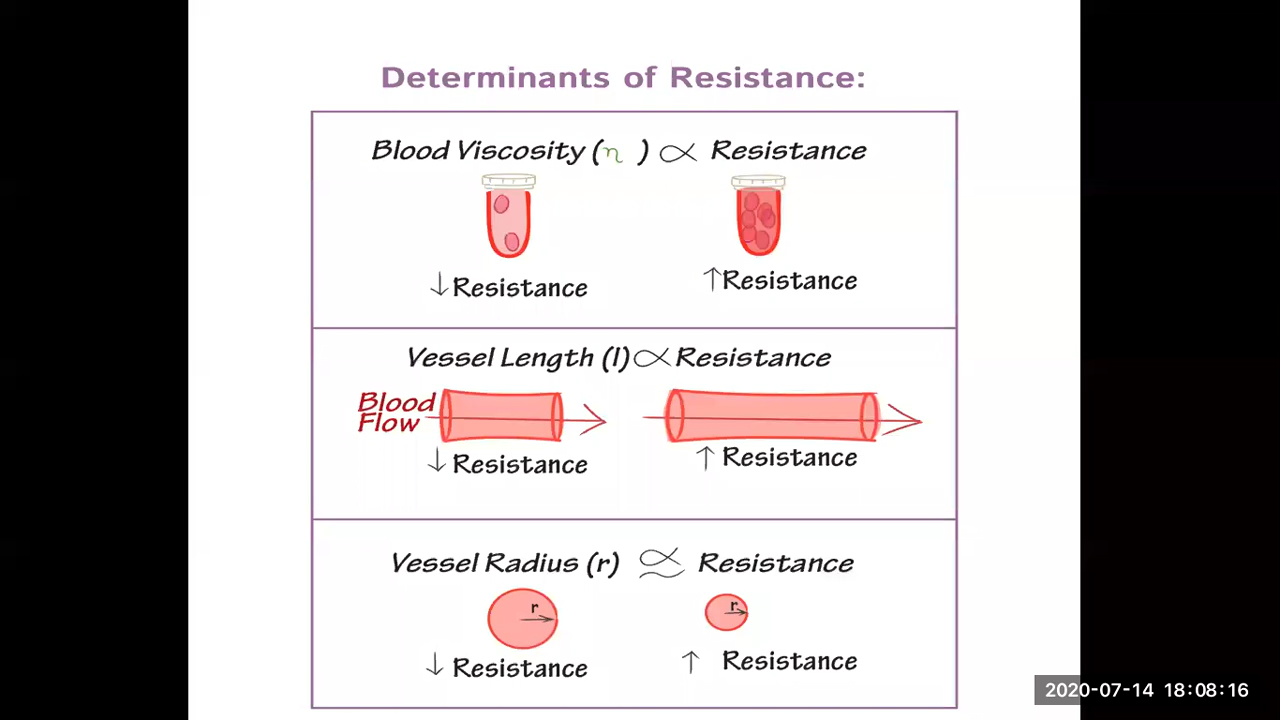 Determinants of Resistance:
Blood Viscosity (η ) ∝ Resistance
↓ Resistance
↑ Resistance
Vessel Length (l) ∝ Resistance
Blood
Flow
↓ Resistance
↑ Resistance
Vessel Radius (r) ∝ Resistance
r
r
↓ Resistance
↑ Resistance
2020-07-14 18:08:16